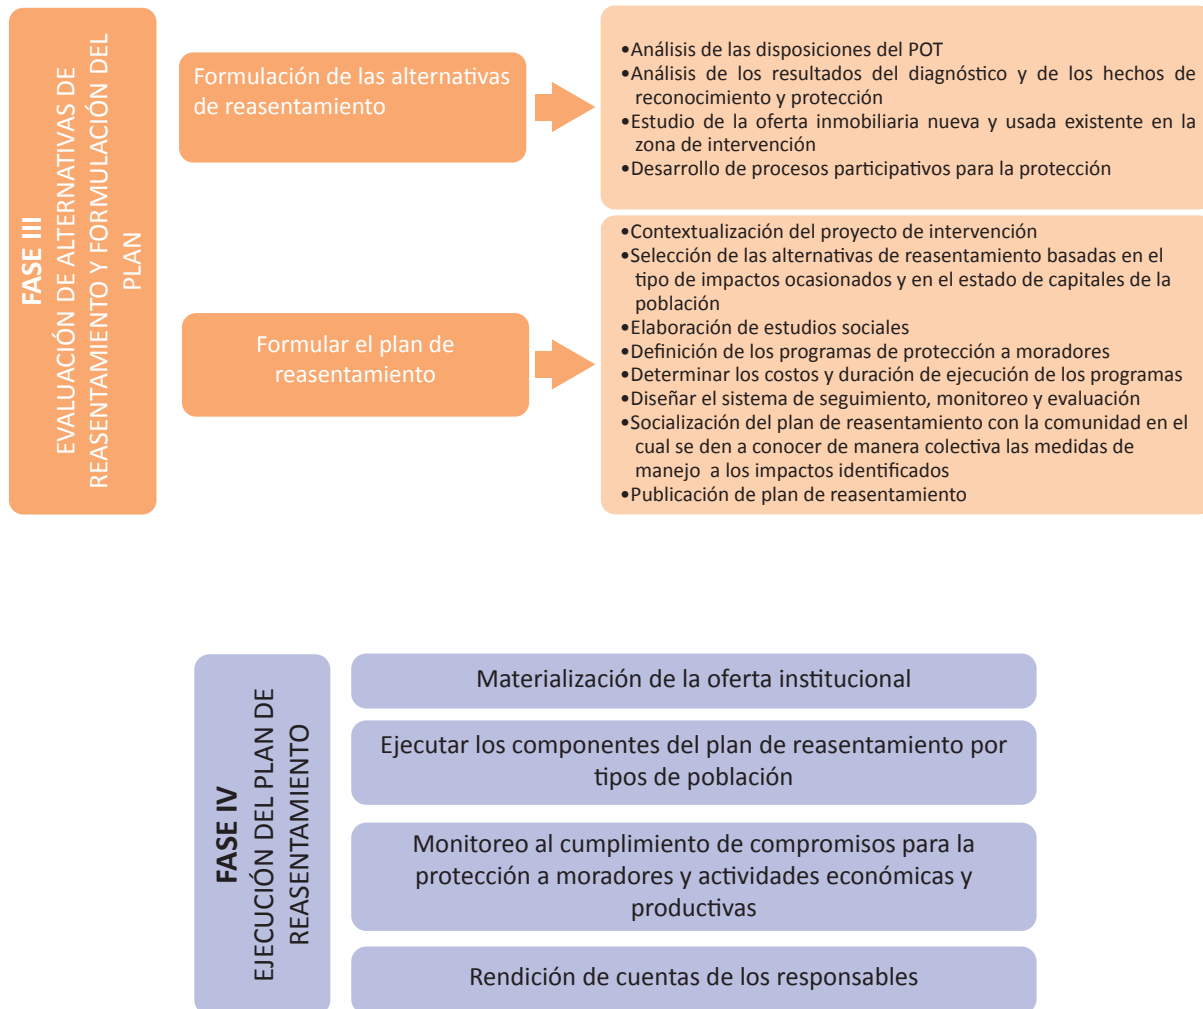 FASE III
EVALUACIÓN DE ALTERNATIVAS DE
REASENTAMIENTO Y FORMULACIÓN DEL
PLAN
Formulación de las alternativas
de reasentamiento
•Análisis de las disposiciones del POT
•Análisis de los resultados del diagnóstico y de los hechos de
reconocimiento y protección
•Estudio de la oferta inmobiliaria nueva y usada existente en la
zona de intervención
•Desarrollo de procesos participativos para la protección
Formular el plan de
reasentamiento
•Contextualización del proyecto de intervención
•Selección de las alternativas de reasentamiento basadas en el
tipo de impactos ocasionados y en el estado de capitales de la
población
•Elaboración de estudios sociales
•Definición de los programas de protección a moradores
•Determinar los costos y duración de ejecución de los programas
•Diseñar el sistema de seguimiento, monitoreo y evaluación
•Socialización del plan de reasentamiento con la comunidad en el
cual se den a conocer de manera colectiva las medidas de
manejo a los impactos identificados
•Publicación de plan de reasentamiento
FASE IV
EJECUCIÓN DEL PLAN DE
REASENTAMIENTO
Materialización de la oferta institucional
Ejecutar los componentes del plan de reasentamiento por
tipos de población
Monitoreo al cumplimiento de compromisos para la
protección a moradores y actividades económicas y
productivas
Rendición de cuentas de los responsables